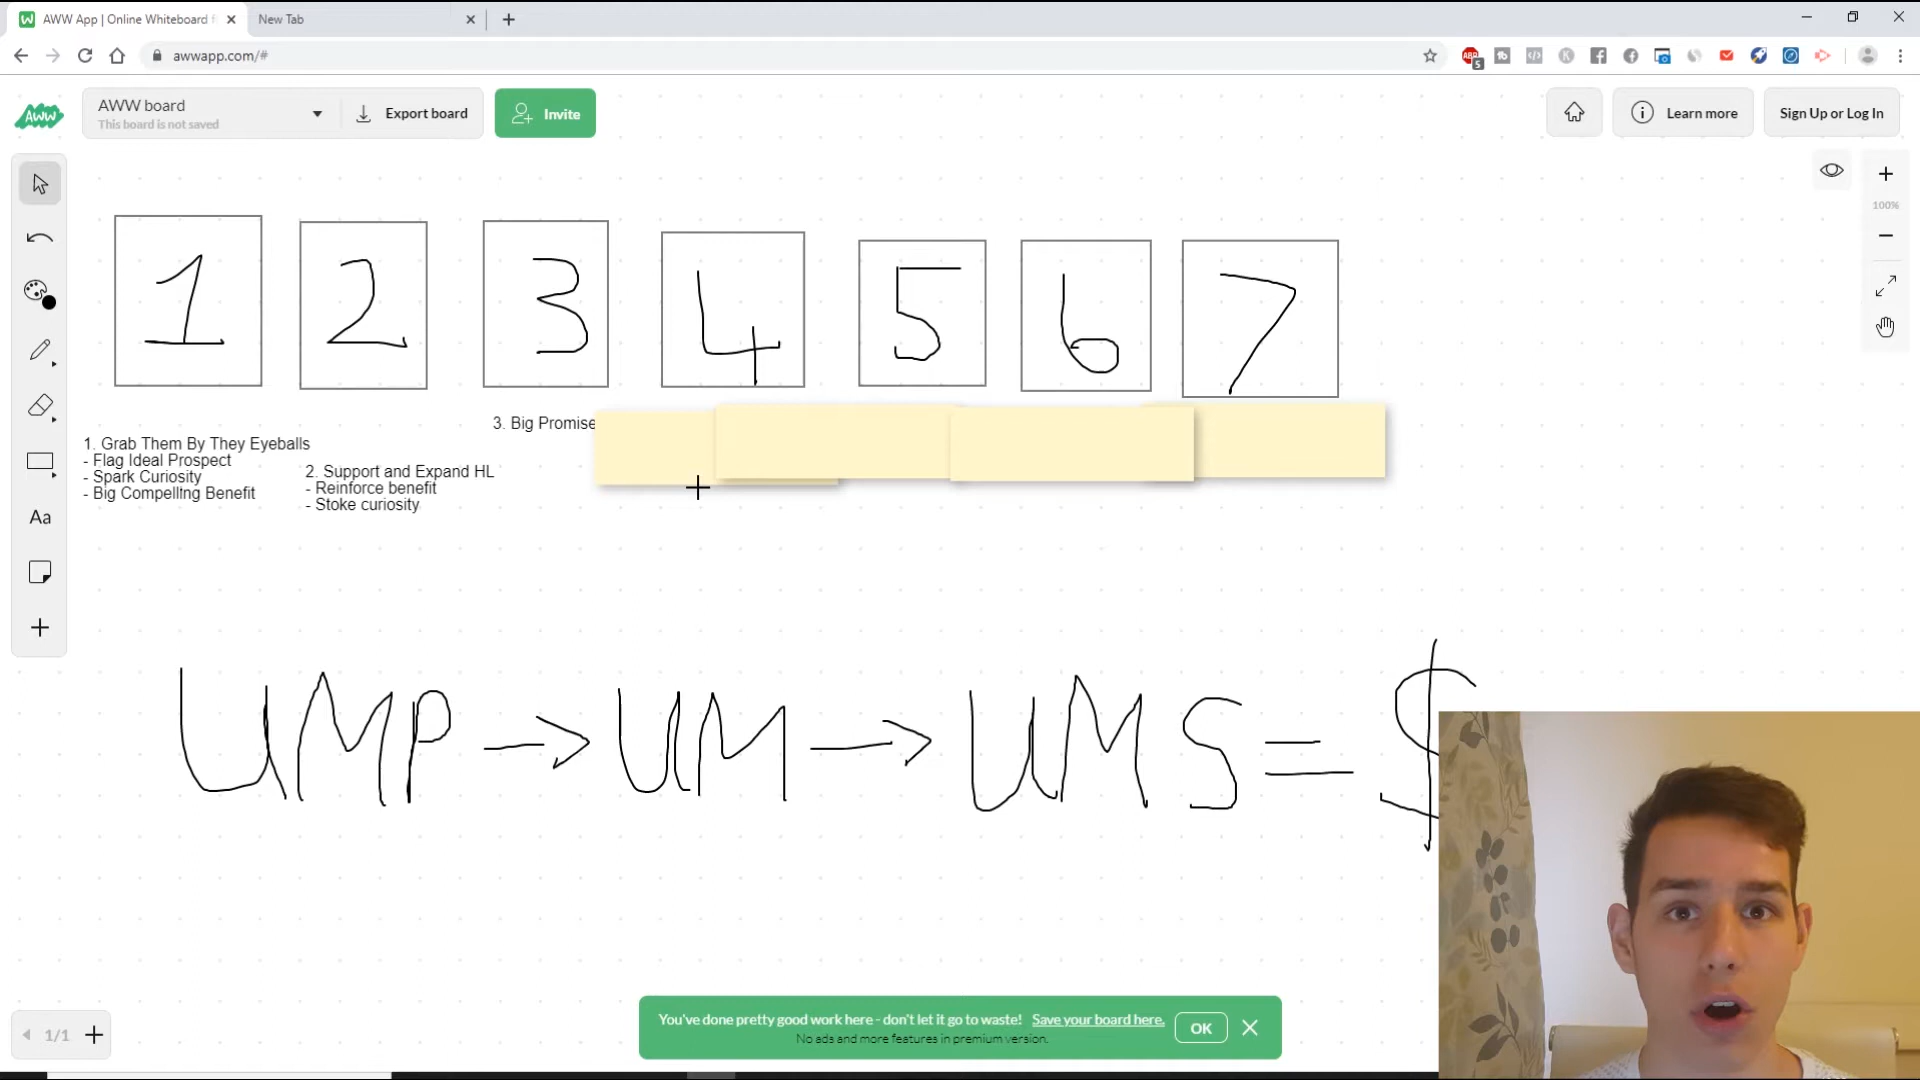 AWW App | Online Whiteboard f
New Tab
awwapp.com/#
ABP
5
AWW
AWW board
This board is not saved
Export board
Invite
Learn more
Sign Up or Log In
100%
1
2
3
4
5
6
7
3. Big Promise
1. Grab Them By They Eyeballs
- Flag Ideal Prospect
- Spark Curiosity
- Big Compelling Benefit
2. Support and Expand HL
- Reinforce benefit
- Stoke curiosity
Aa
UMP → UM → UMS = $
You've done pretty good work here - don't let it go to waste! Save your board here.
No ads and more features in premium version.
OK
1/1